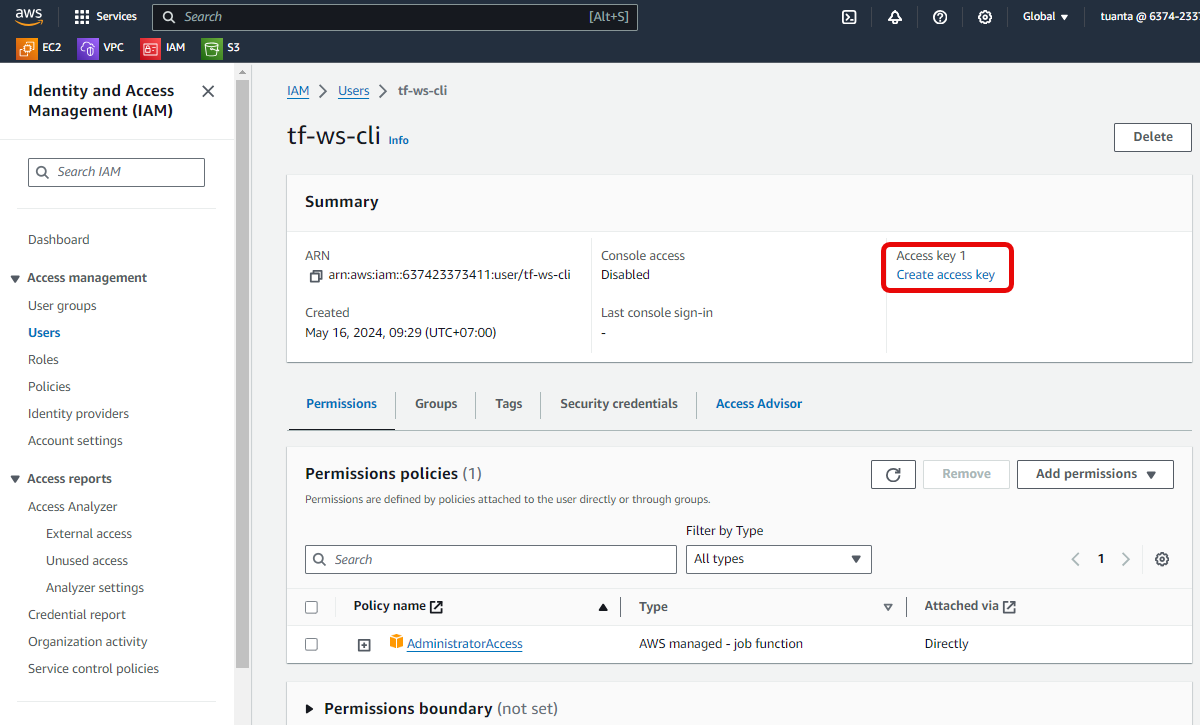 aws
Services
Search
[Alt+S]
Global
tuanta @ 6374-2337
EC2
VPC
IAM
S3
Identity and Access
Management (IAM)
Search IAM
Dashboard
Access management
User groups
Users
Roles
Policies
Identity providers
Account settings
Access reports
Access Analyzer
External access
Unused access
Analyzer settings
Credential report
Organization activity
Service control policies
IAM
Users
tf-ws-cli
tf-ws-cli Info
Delete
Summary
ARN
arn:aws:iam::637423373411:user/tf-ws-cli
Created
May 16, 2024, 09:29 (UTC+07:00)
Console access
Disabled
Last console sign-in
-
Access key 1
Create access key
Permissions
Groups
Tags
Security credentials
Access Advisor
Permissions policies (1)
Permissions are defined by policies attached to the user directly or through groups.
Remove
Add permissions
Filter by Type
Search
All types
1
Policy name
Type
Attached via
AdministratorAccess
AWS managed - job function
Directly
Permissions boundary (not set)